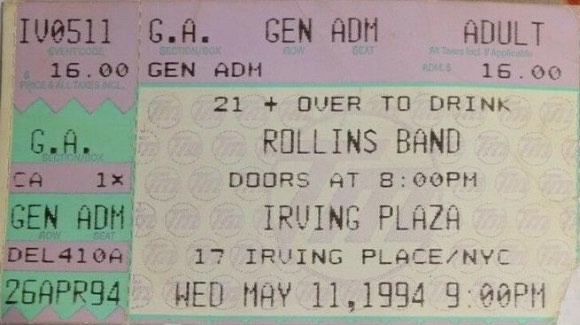 IV0511 G.A. GEN ADM ADULT
EVENT CODE SECTION/BOX ROW SEAT
$ 16.00 GEN ADM ADM.$ 16.00
PRICE & ALL TAXES INCL.
21 + OVER TO DRINK
G.A. ROLLINS BAND
SECTION/BOX
CA 1X DOORS AT 8:00PM
GEN ADM IRVING PLAZA
ROW SEAT
DEL410A 17 IRVING PLACE/NYC
26APR94 WED MAY 11,1994 9:00PM